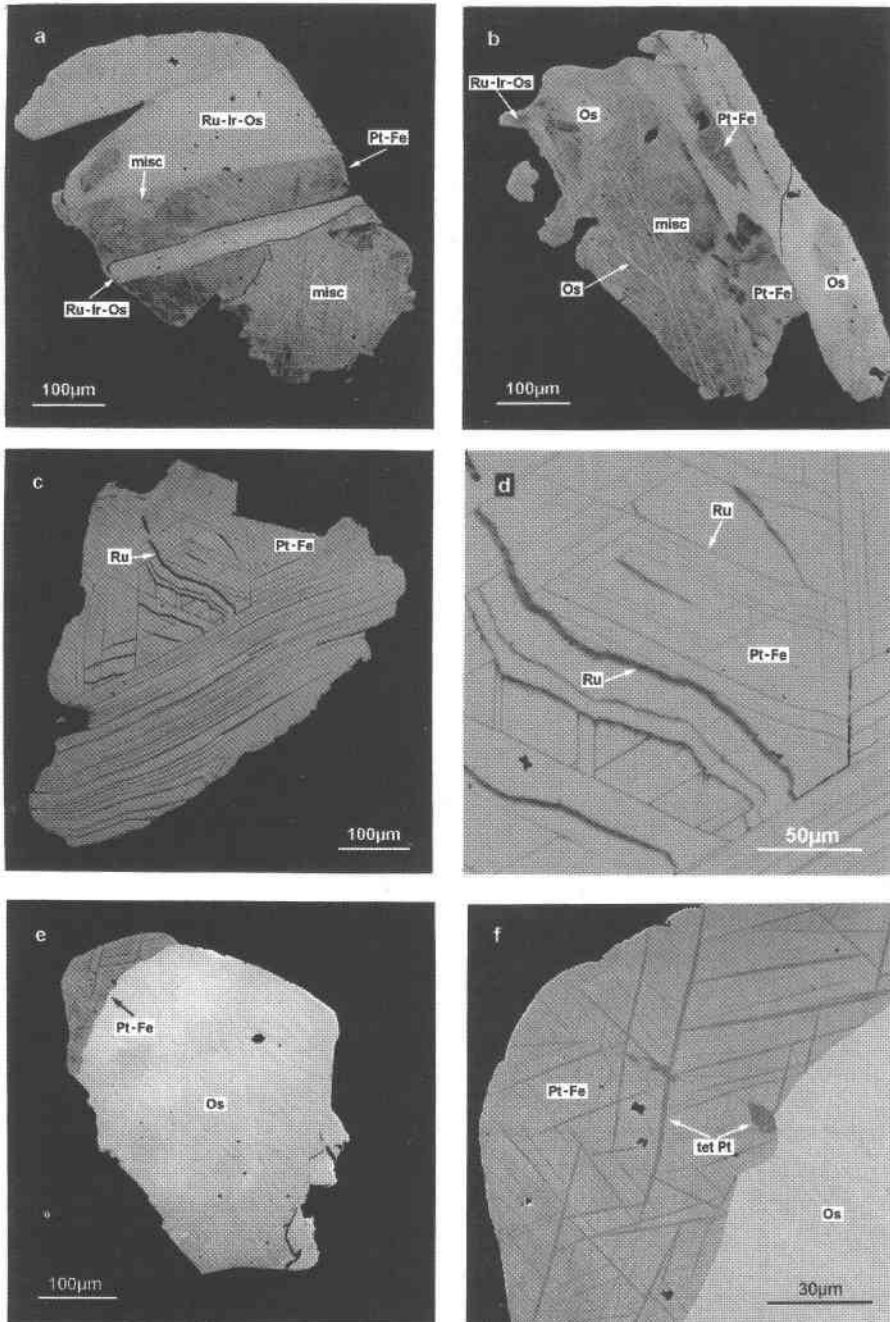 a
Ru-Ir-Os
Pt-Fe
misc
misc
Ru-Ir-Os
100µm
b
Ru-Ir-Os
Os
Pt-Fe
misc
Os
Pt-Fe
Os
100µm
c
Pt-Fe
Ru
100µm
d
Ru
Pt-Fe
Ru
50µm
e
Pt-Fe
Os
100µm
f
Pt-Fe
tet Pt
Os
30µm